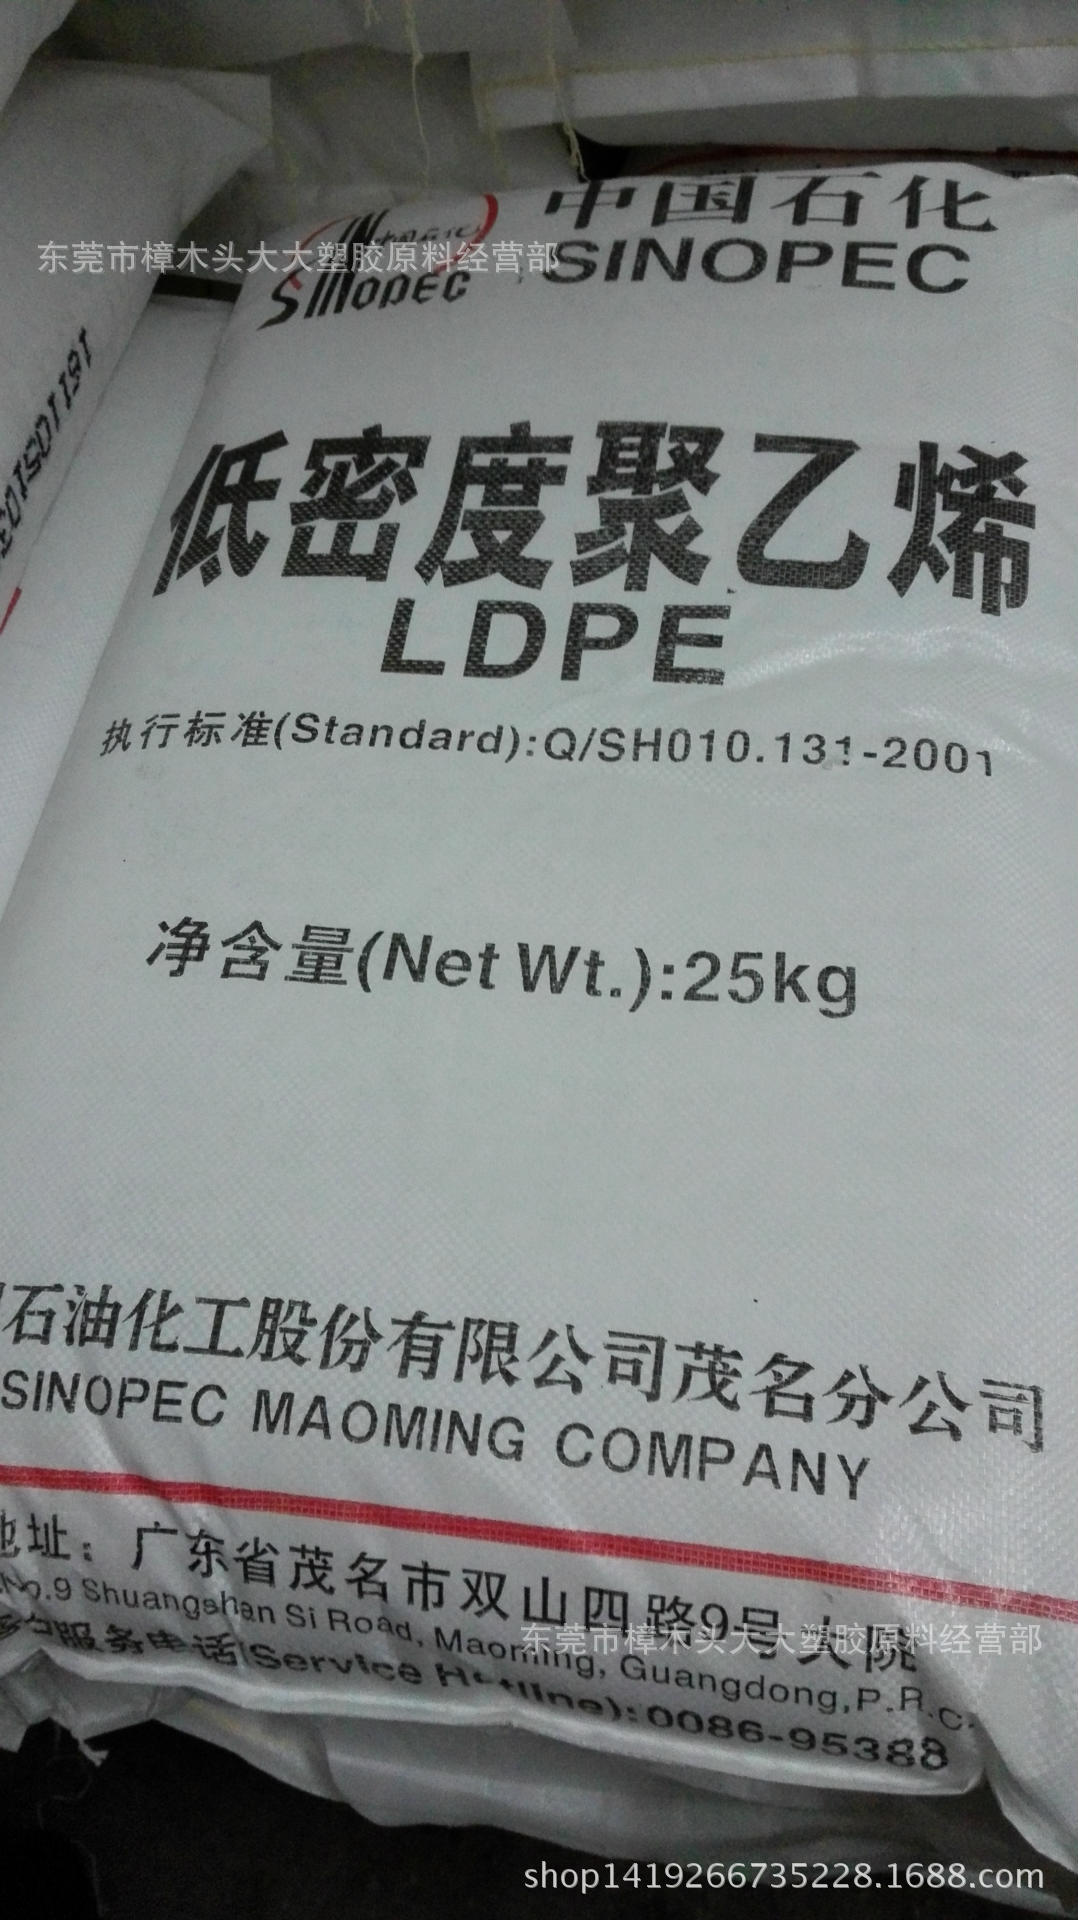 中国石化
SINOPEC
SINOPEC
东莞市樟木头大大塑胶原料经营部
低密度聚乙烯
LDPE
执行标准(Standard):Q/SH010.131-2001
净含量(Net Wt.):25kg
石油化工股份有限公司茂名分公司
SINOPEC MAOMING COMPANY
地址：广东省茂名市双山四路9号大院
No.9 Shuangshan Si Road, Maoming, Guangdong, P.R.C.
客户服务电话(Service Hotline):0086-95388
东莞市樟木头大大塑胶原料经营部
shop1419266735228.1688.com